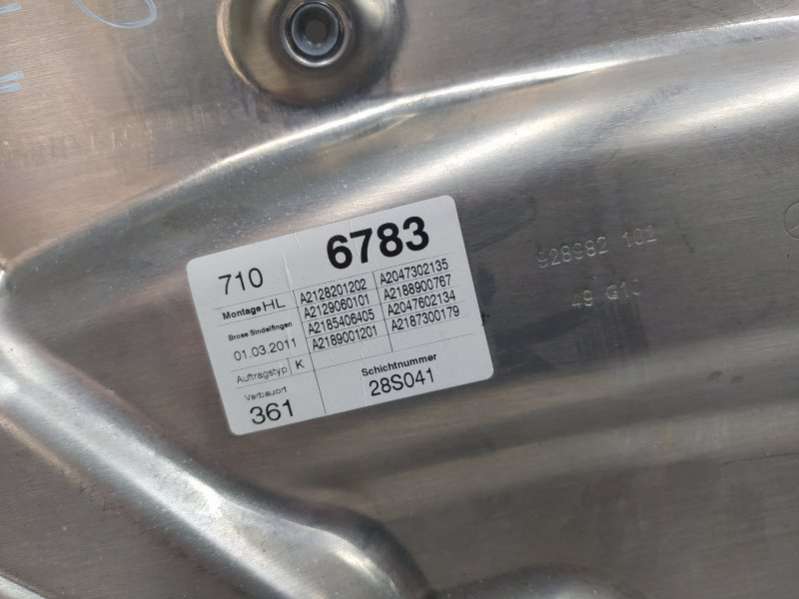 710
6783
Montage HL
Brose Sindelfingen
01.03.2011
Auftragstyp K
Verbauort
361
A2128201202 A2047302135
A2129060101 A2188900767
A2185406405 A2047602134
A2189001201 A2187300179
Schichtnummer
28S041
928982 102
49